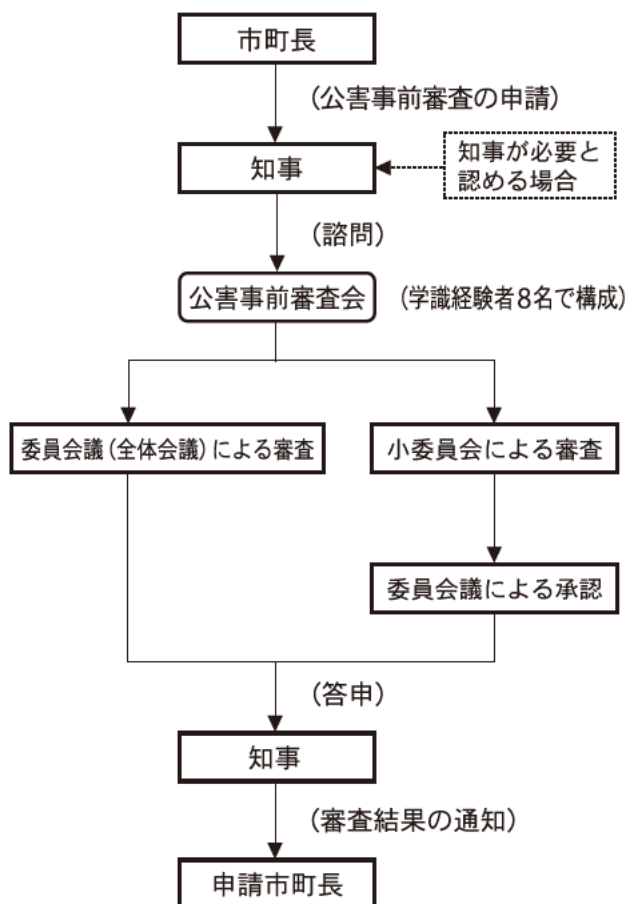 市町長
（公害事前審査の申請）
知事
知事が必要と
認める場合
（諮問）
公害事前審査会
（学識経験者8名で構成）
委員会議（全体会議）による審査
小委員会による審査
委員会議による承認
（答申）
知事
（審査結果の通知）
申請市町長